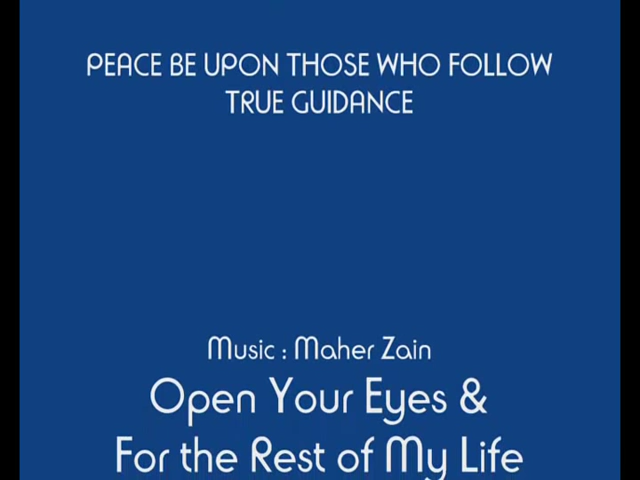 PEACE BE UPON THOSE WHO FOLLOW
TRUE GUIDANCE
Music : Maher Zain
Open Your Eyes &
For the Rest of My Life